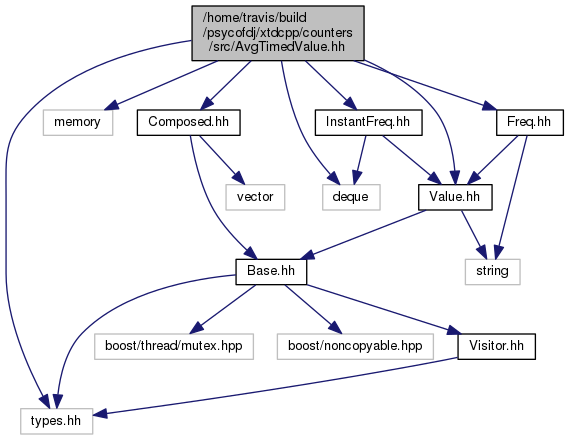 /home/travis/build
/psycofdj/xtdcpp/counters
/src/AvgTimedValue.hh
memory
Composed.hh
InstantFreq.hh
Freq.hh
vector
deque
Value.hh
Base.hh
string
boost/thread/mutex.hpp
boost/noncopyable.hpp
Visitor.hh
types.hh